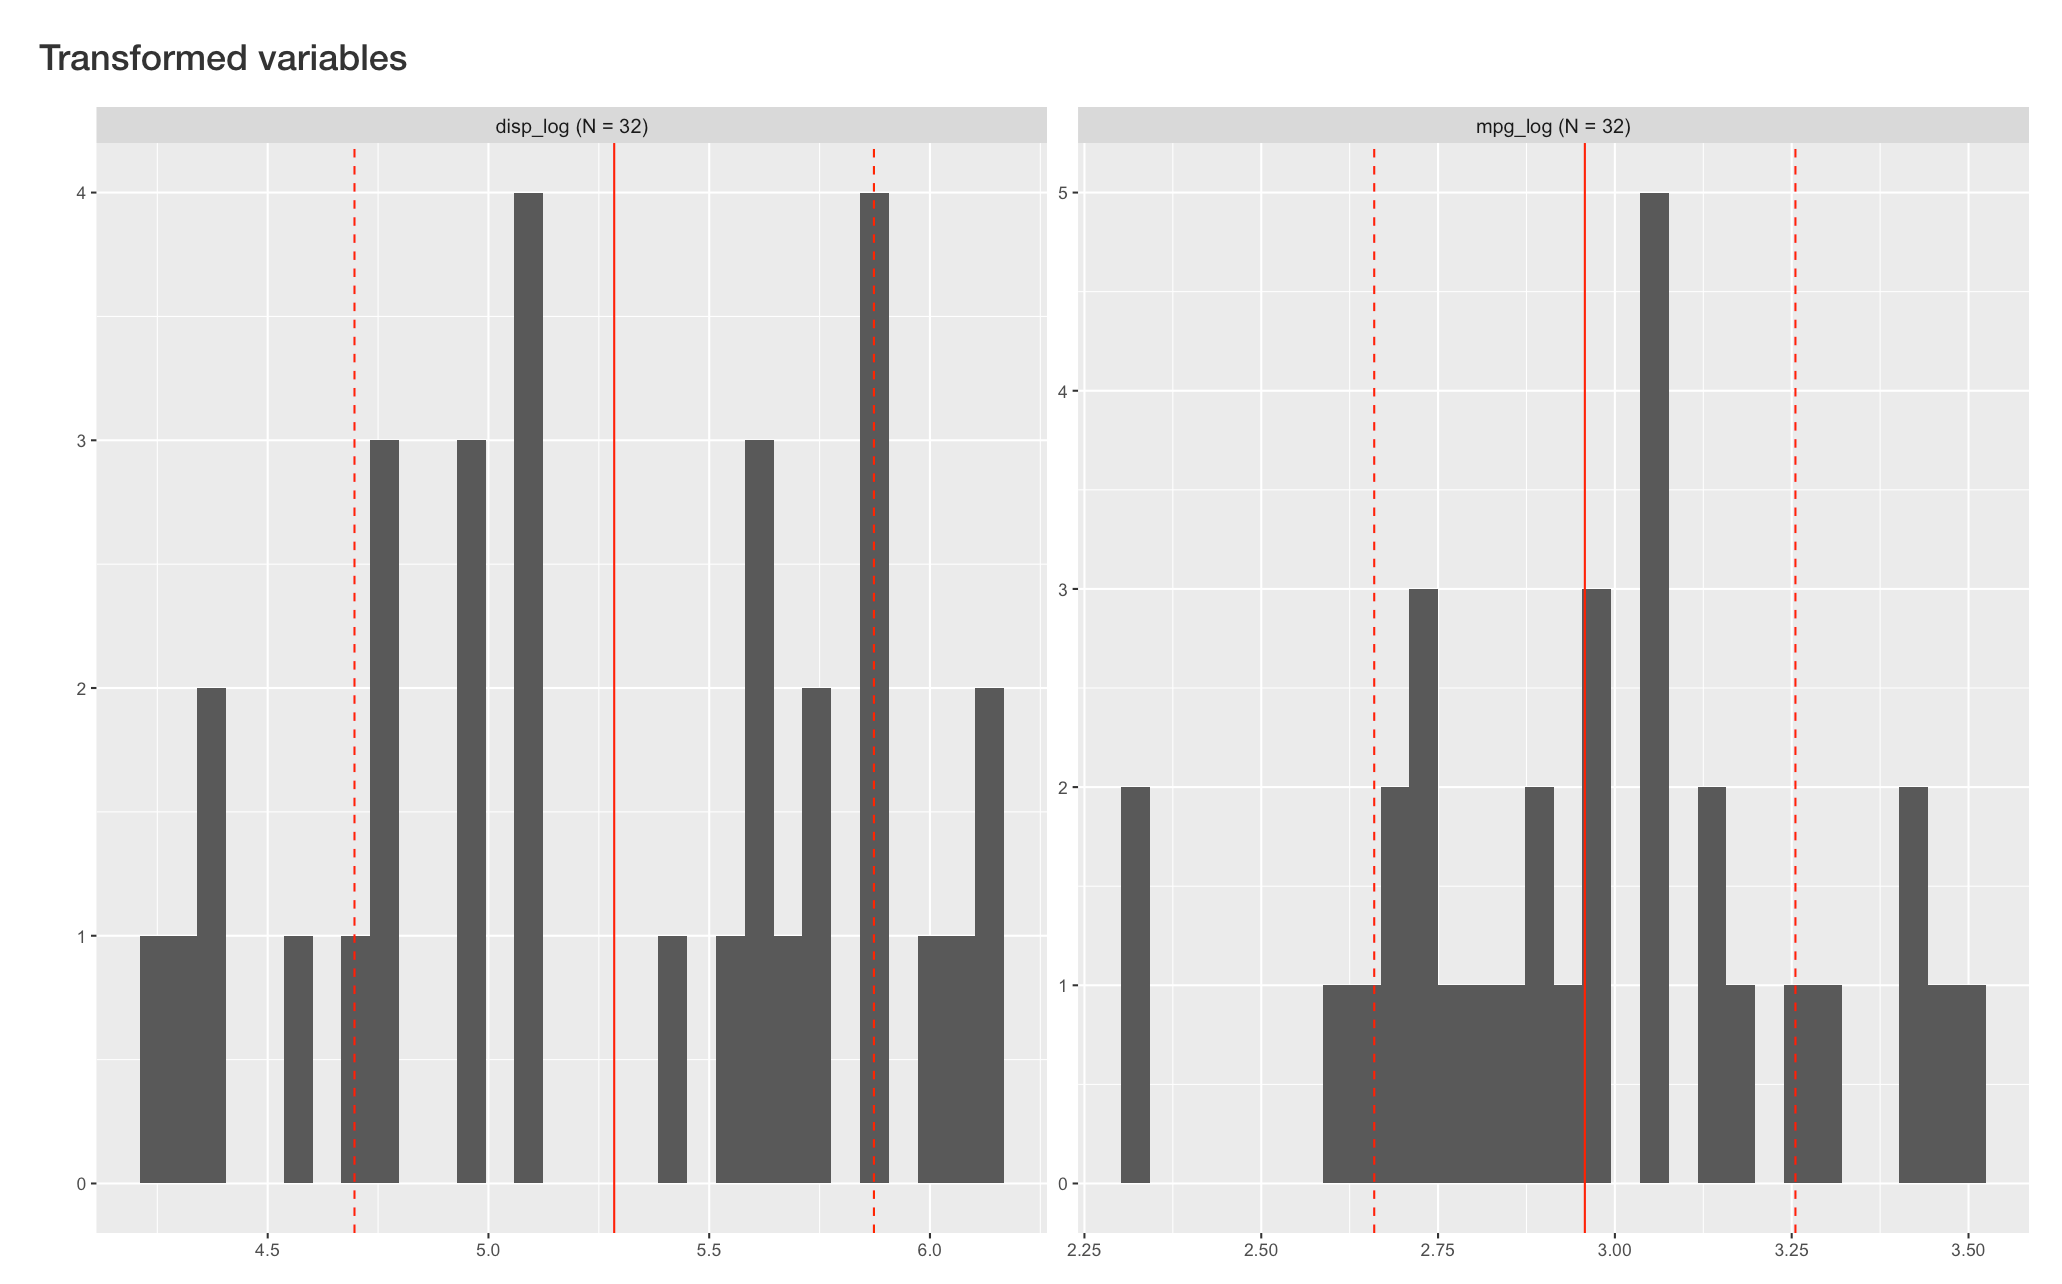 Transformed variables
disp_log (N = 32)
mpg_log (N = 32)
4
3
2
1
0
5
4
3
2
1
0
4.5 5.0 5.5 6.0
2.25 2.50 2.75 3.00 3.25 3.50